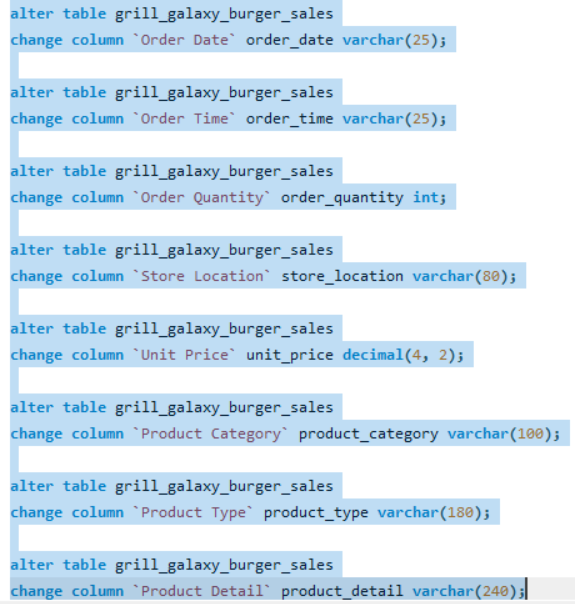 alter table grill_galaxy_burger_sales
change column `Order Date` order_date varchar(25);
alter table grill_galaxy_burger_sales
change column `Order Time` order_time varchar(25);
alter table grill_galaxy_burger_sales
change column `Order Quantity` order_quantity int;
alter table grill_galaxy_burger_sales
change column `Store Location` store_location varchar(80);
alter table grill_galaxy_burger_sales
change column `Unit Price` unit_price decimal(4, 2);
alter table grill_galaxy_burger_sales
change column `Product Category` product_category varchar(100);
alter table grill_galaxy_burger_sales
change column `Product Type` product_type varchar(180);
alter table grill_galaxy_burger_sales
change column `Product Detail` product_detail varchar(240);